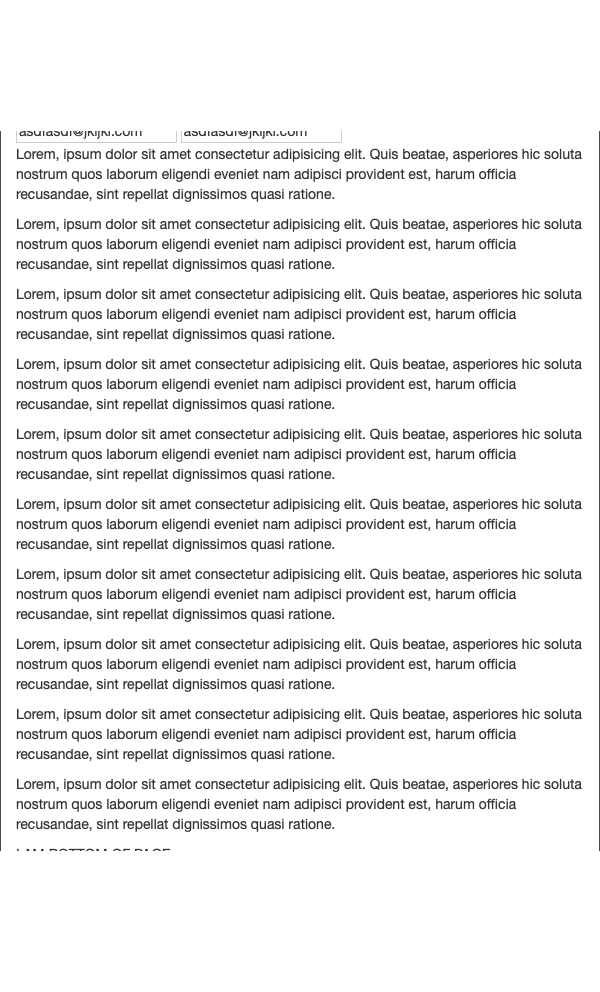 Lorem, ipsum dolor sit amet consectetur adipisicing elit. Quis beatae, asperiores hic soluta
nostrum quos laborum eligendi eveniet nam adipisci provident est, harum officia
recusandae, sint repellat dignissimos quasi ratione.
Lorem, ipsum dolor sit amet consectetur adipisicing elit. Quis beatae, asperiores hic soluta
nostrum quos laborum eligendi eveniet nam adipisci provident est, harum officia
recusandae, sint repellat dignissimos quasi ratione.
Lorem, ipsum dolor sit amet consectetur adipisicing elit. Quis beatae, asperiores hic soluta
nostrum quos laborum eligendi eveniet nam adipisci provident est, harum officia
recusandae, sint repellat dignissimos quasi ratione.
Lorem, ipsum dolor sit amet consectetur adipisicing elit. Quis beatae, asperiores hic soluta
nostrum quos laborum eligendi eveniet nam adipisci provident est, harum officia
recusandae, sint repellat dignissimos quasi ratione.
Lorem, ipsum dolor sit amet consectetur adipisicing elit. Quis beatae, asperiores hic soluta
nostrum quos laborum eligendi eveniet nam adipisci provident est, harum officia
recusandae, sint repellat dignissimos quasi ratione.
Lorem, ipsum dolor sit amet consectetur adipisicing elit. Quis beatae, asperiores hic soluta
nostrum quos laborum eligendi eveniet nam adipisci provident est, harum officia
recusandae, sint repellat dignissimos quasi ratione.
Lorem, ipsum dolor sit amet consectetur adipisicing elit. Quis beatae, asperiores hic soluta
nostrum quos laborum eligendi eveniet nam adipisci provident est, harum officia
recusandae, sint repellat dignissimos quasi ratione.
Lorem, ipsum dolor sit amet consectetur adipisicing elit. Quis beatae, asperiores hic soluta
nostrum quos laborum eligendi eveniet nam adipisci provident est, harum officia
recusandae, sint repellat dignissimos quasi ratione.
Lorem, ipsum dolor sit amet consectetur adipisicing elit. Quis beatae, asperiores hic soluta
nostrum quos laborum eligendi eveniet nam adipisci provident est, harum officia
recusandae, sint repellat dignissimos quasi ratione.
Lorem, ipsum dolor sit amet consectetur adipisicing elit. Quis beatae, asperiores hic soluta
nostrum quos laborum eligendi eveniet nam adipisci provident est, harum officia
recusandae, sint repellat dignissimos quasi ratione.
I AM BOTTOM OF PAGE